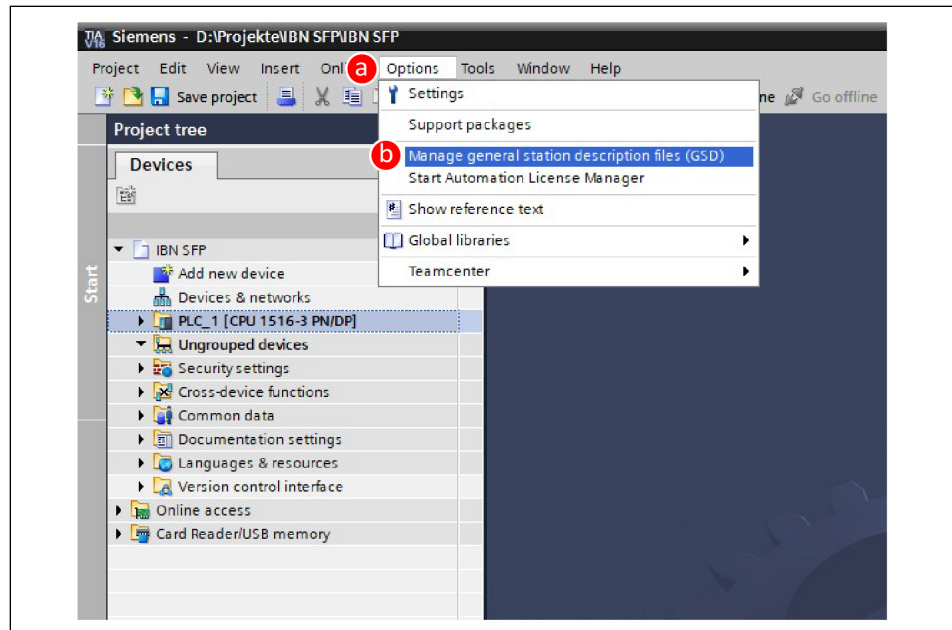 TIA V16 Siemens - D:\Projekte\IBN SFP\IBN SFP
Project Edit View Insert Onli a Options Tools Window Help
Save project ne Go offline
Settings
Support packages
b Manage general station description files (GSD)
Start Automation License Manager
Show reference text
Global libraries
Teamcenter
Project tree
Devices
Start
IBN SFP
Add new device
Devices & networks
PLC_1 [CPU 1516-3 PN/DP]
Ungrouped devices
Security settings
Cross-device functions
Common data
Documentation settings
Languages & resources
Version control interface
Online access
Card Reader/USB memory